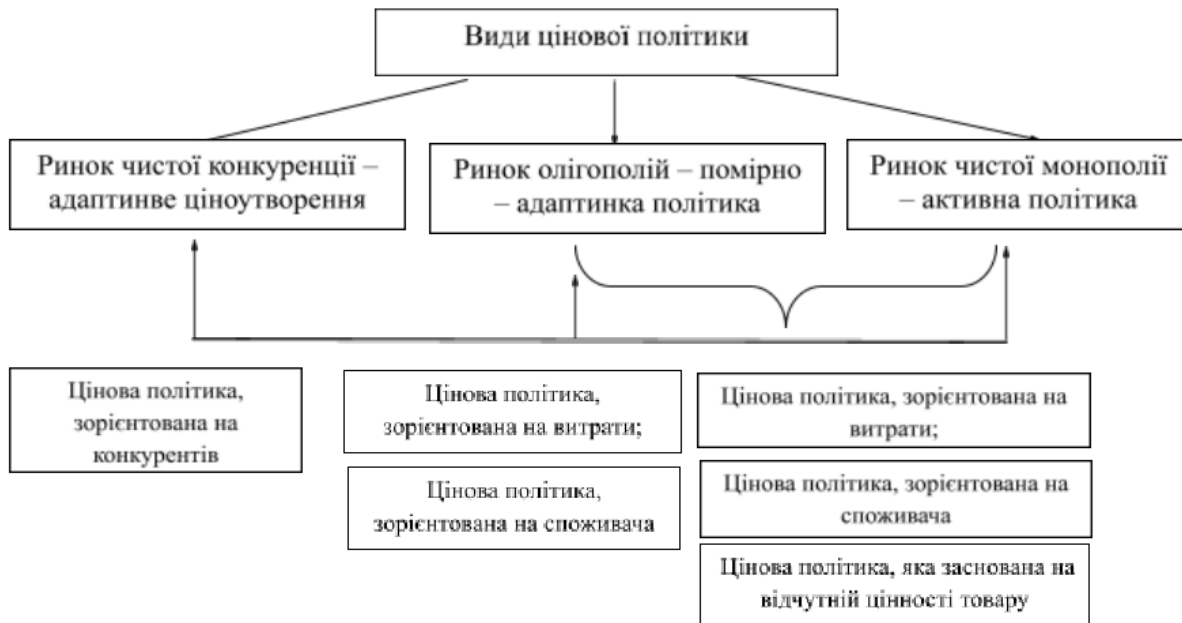 Види цінової політики
Ринок чистої конкуренції –
адаптинве ціноутворення
Ринок олігополій – помірно
– адаптинка політика
Ринок чистої монополії
– активна політика
Цінова політика,
зорієнтована на
конкурентів
Цінова політика,
зорієнтована на витрати;
Цінова політика,
зорієнтована на споживача
Цінова політика, зорієнтована на
витрати;
Цінова політика, зорієнтована на
споживача
Цінова політика, яка заснована на
відчутній цінності товару